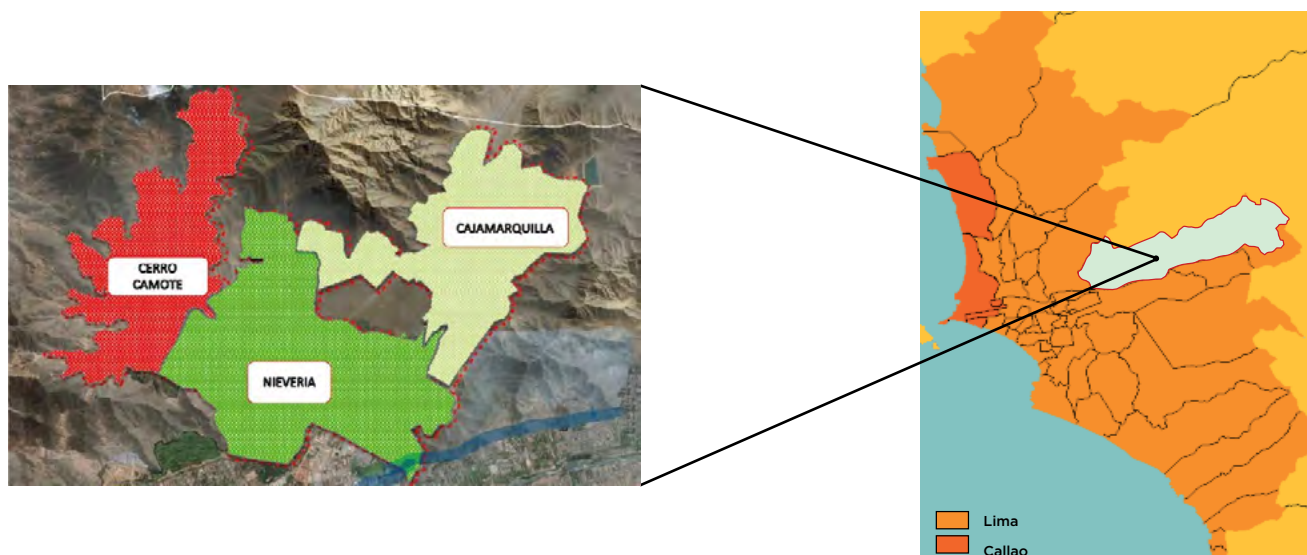 CERRO
CAMOTE
CAJAMARQUILLA
NIEVERIA
Lima
Callao